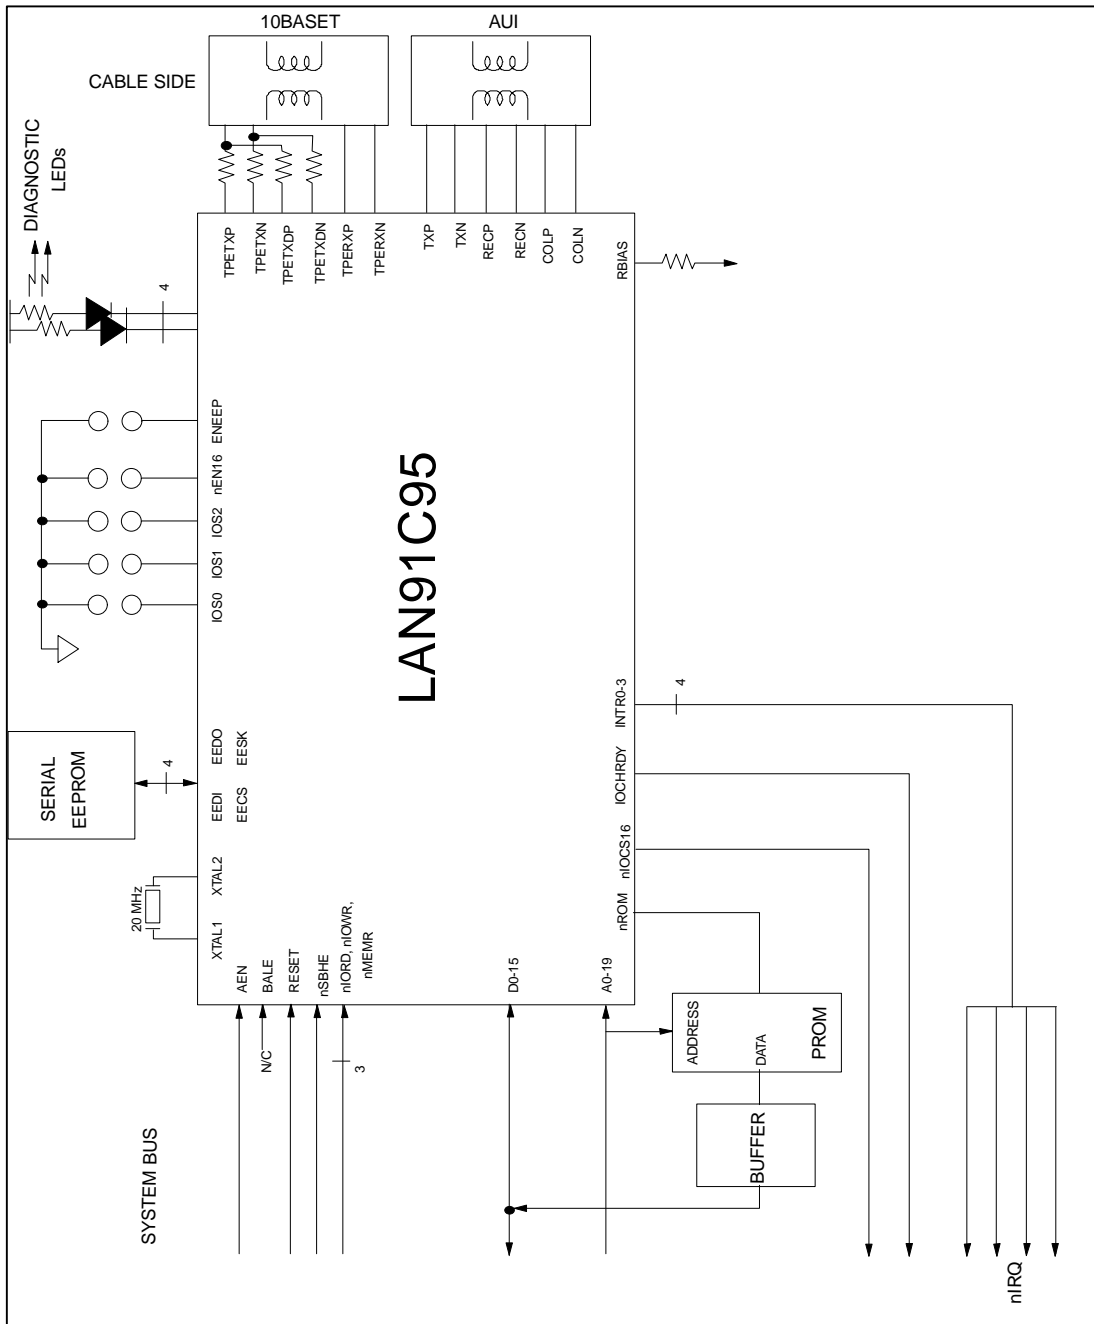 10BASET
AUI
CABLE SIDE
DIAGNOSTIC
LEDs
TPETXP
TPETXN
TPETXDP
TPETXDN
TPERXP
TPERXN
TXP
TXN
RECP
RECN
COLP
COLN
RBIAS
4
ENEEP
nEN16
IOS2
IOS1
IOS0
LAN91C95
SERIAL
EEPROM
4
EEDO
EESK
EEDI
EECS
20 MHz
XTAL2
XTAL1
AEN
BALE
RESET
nSBHE
nIORD, nIOWR,
nMEMR
D0-15
A0-19
nROM
nIOCS16
IOCHRDY
INTR0-3
4
N/C
3
ADDRESS
DATA
PROM
BUFFER
SYSTEM BUS
nIRQ